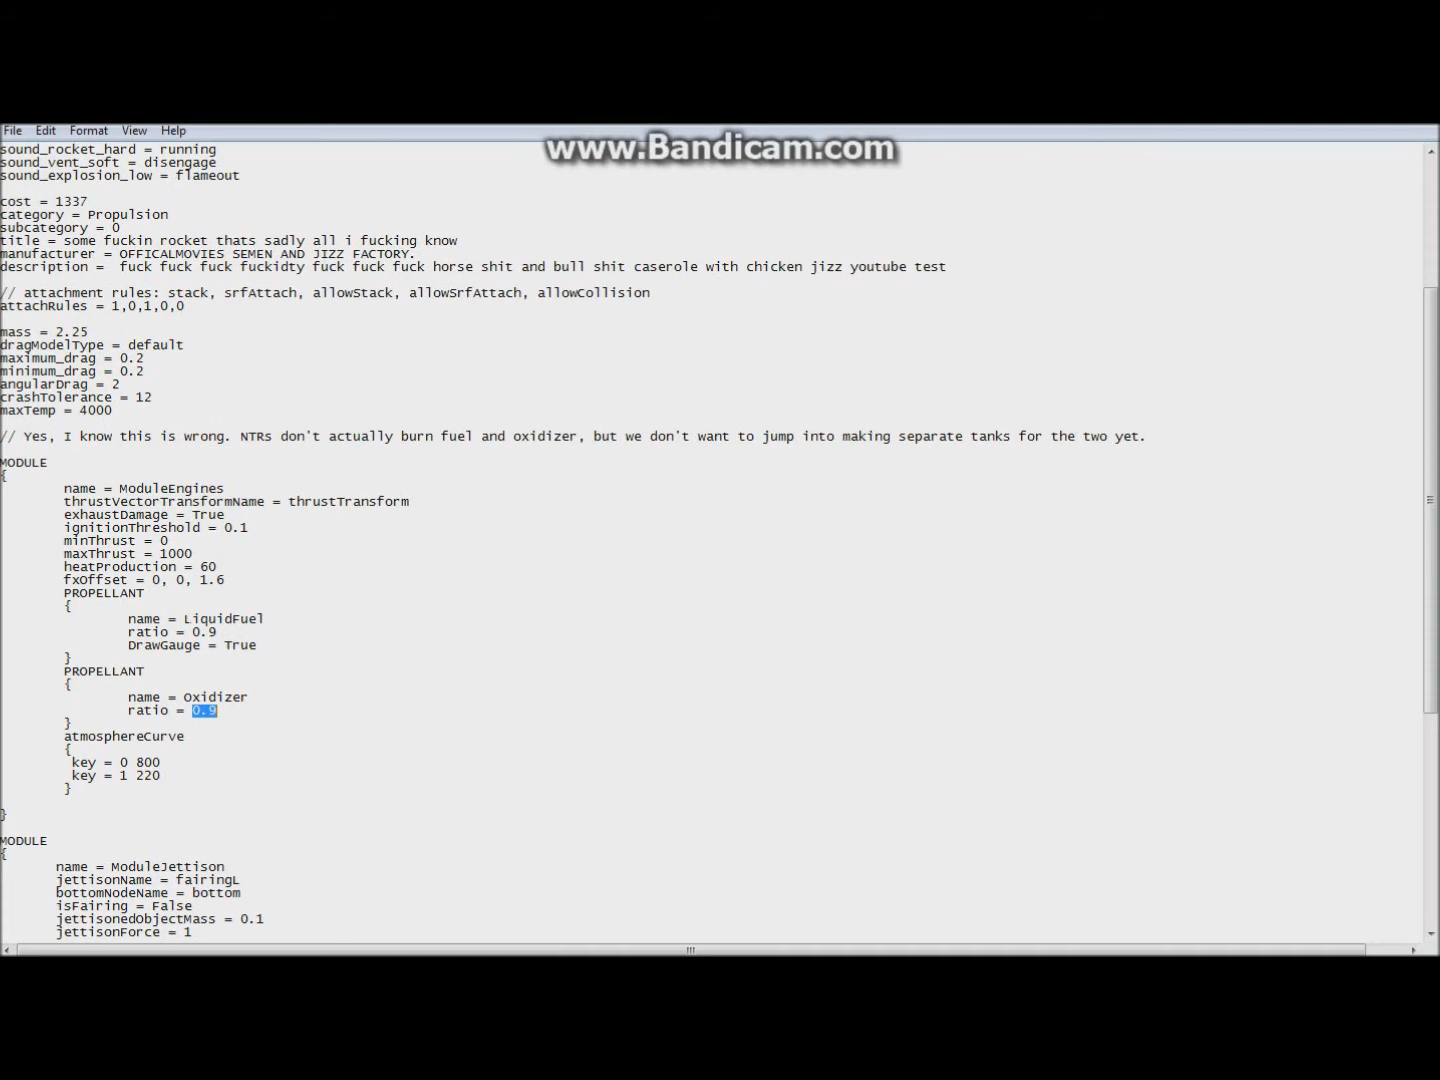 File Edit Format View Help
www.Bandicam.com
sound_rocket_hard = running
sound_vent_soft = disengage
sound_explosion_low = flameout
cost = 1337
category = Propulsion
subcategory = 0
title = some fuckin rocket thats sadly all i fucking know
manufacturer = OFFICALMOVIES SEMEN AND JIZZ FACTORY.
description =  fuck fuck fuck fuckidty fuck fuck fuck horse shit and bull shit caserole with chicken jizz youtube test
// attachment rules: stack, srfAttach, allowStack, allowSrfAttach, allowCollision
attachRules = 1,0,1,0,0
mass = 2.25
dragModelType = default
maximum_drag = 0.2
minimum_drag = 0.2
angularDrag = 2
crashTolerance = 12
maxTemp = 4000
// Yes, I know this is wrong. NTRs don't actually burn fuel and oxidizer, but we don't want to jump into making separate tanks for the two yet.
MODULE
{
name = ModuleEngines
thrustVectorTransformName = thrustTransform
exhaustDamage = True
ignitionThreshold = 0.1
minThrust = 0
maxThrust = 1000
heatProduction = 60
fxOffset = 0, 0, 1.6
PROPELLANT
{
name = LiquidFuel
ratio = 0.9
DrawGauge = True
}
PROPELLANT
{
name = Oxidizer
ratio = 0.9
}
atmosphereCurve
{
key = 0 800
key = 1 220
}
}
MODULE
{
name = ModuleJettison
jettisonName = fairingL
bottomNodeName = bottom
isFairing = False
jettisonedObjectMass = 0.1
jettisonForce = 1